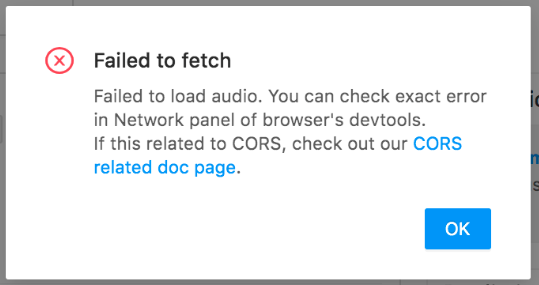 Failed to fetch
Failed to load audio. You can check exact error
in Network panel of browser's devtools.
If this related to CORS, check out our CORS
related doc page.
OK